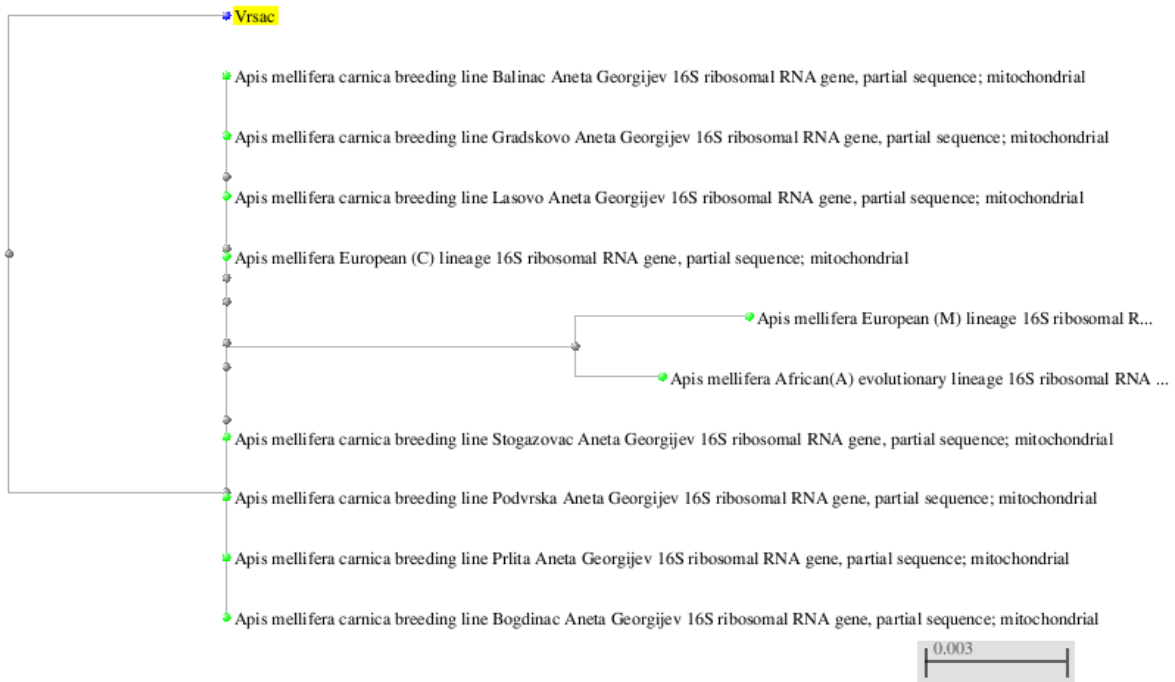 Vrsac
Apis mellifera carnica breeding line Balinac Aneta Georgijev 16S ribosomal RNA gene, partial sequence; mitochondrial
Apis mellifera carnica breeding line Gradskovo Aneta Georgijev 16S ribosomal RNA gene, partial sequence; mitochondrial
Apis mellifera carnica breeding line Lasovo Aneta Georgijev 16S ribosomal RNA gene, partial sequence; mitochondrial
Apis mellifera European (C) lineage 16S ribosomal RNA gene, partial sequence; mitochondrial
Apis mellifera European (M) lineage 16S ribosomal R...
Apis mellifera African(A) evolutionary lineage 16S ribosomal RNA ...
Apis mellifera carnica breeding line Stogazovac Aneta Georgijev 16S ribosomal RNA gene, partial sequence; mitochondrial
Apis mellifera carnica breeding line Podvrska Aneta Georgijev 16S ribosomal RNA gene, partial sequence; mitochondrial
Apis mellifera carnica breeding line Prlita Aneta Georgijev 16S ribosomal RNA gene, partial sequence; mitochondrial
Apis mellifera carnica breeding line Bogdinac Aneta Georgijev 16S ribosomal RNA gene, partial sequence; mitochondrial
0.003